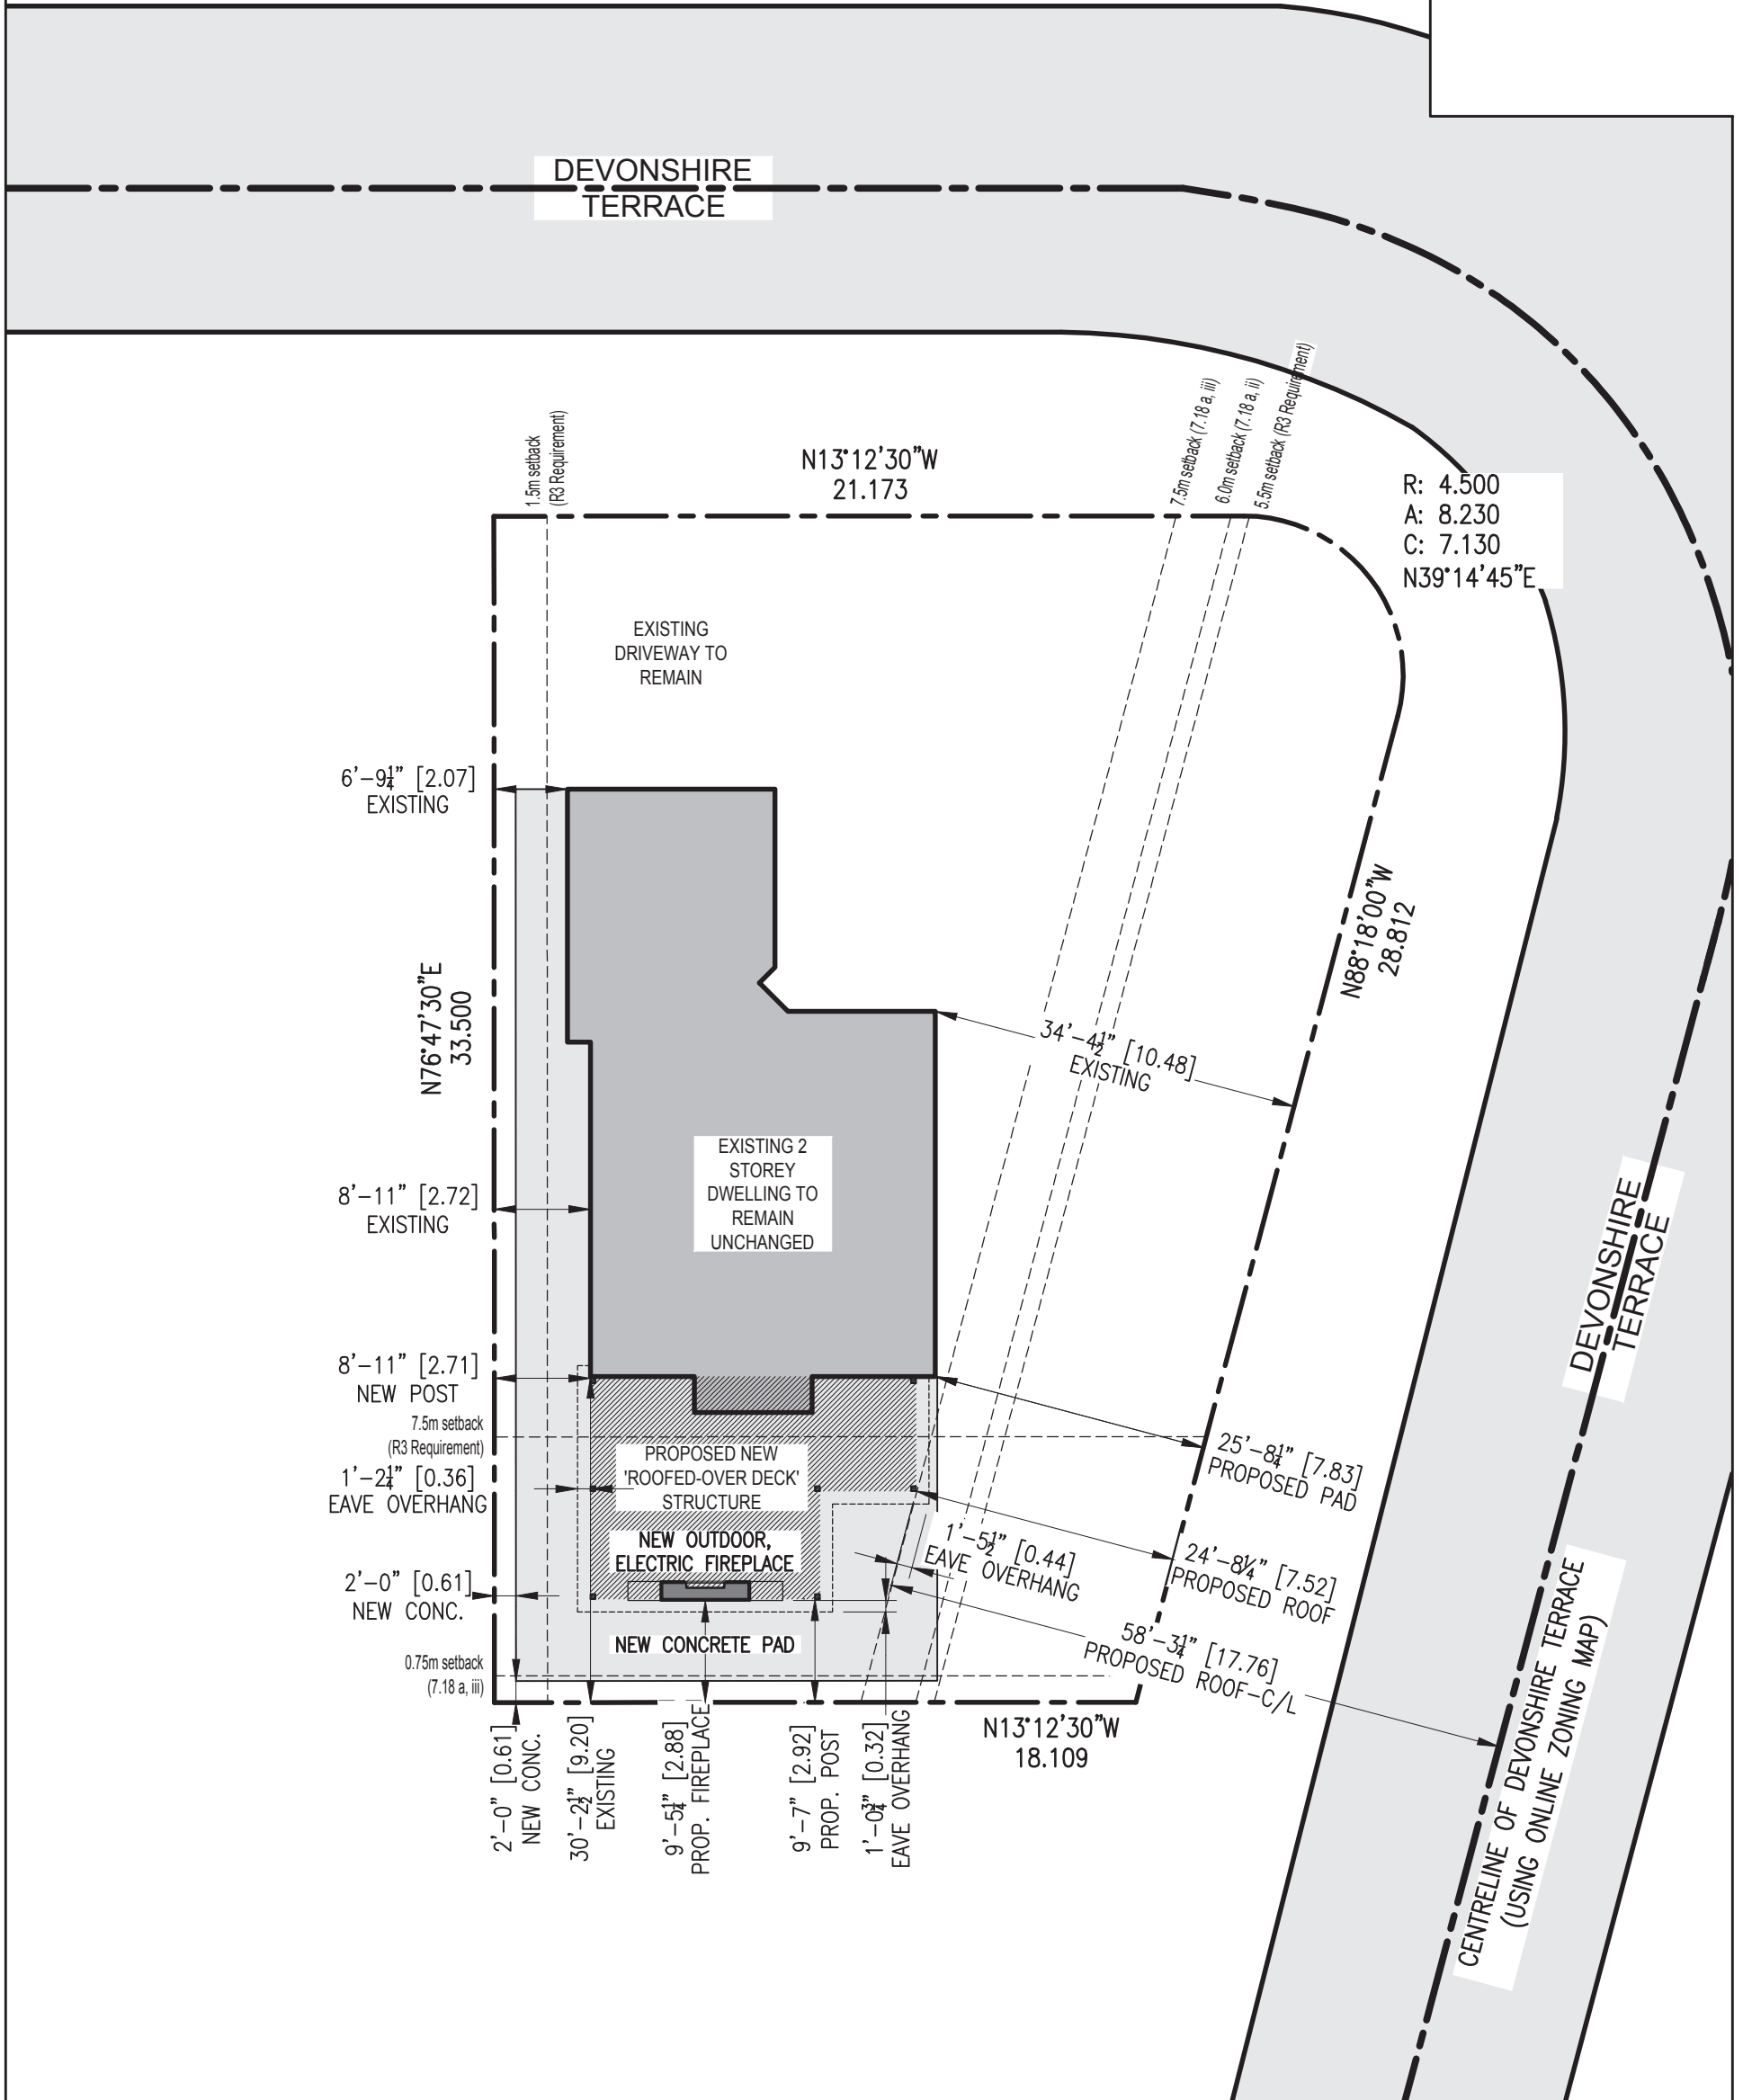 DEVONSHIRE
TERRACE
1.5m setback
(R3 Requirement)
N13°12'30"W
21.173
7.5m setback (7.18 a, iii)
6.0m setback (7.18 a, ii)
5.5m setback (R3 Requirement)
R: 4.500
A: 8.230
C: 7.130
N39°14'45"E
EXISTING
DRIVEWAY TO
REMAIN
6'-9¼" [2.07]
EXISTING
N76°47'30"E
33.500
N88°18'00"W
28.812
34'-4½" [10.48]
EXISTING
EXISTING 2
STOREY
DWELLING TO
REMAIN
UNCHANGED
8'-11" [2.72]
EXISTING
DEVONSHIRE
TERRACE
8'-11" [2.71]
NEW POST
7.5m setback
(R3 Requirement)
1'-2¼" [0.36]
EAVE OVERHANG
PROPOSED NEW
'ROOFED-OVER DECK'
STRUCTURE
NEW OUTDOOR,
ELECTRIC FIREPLACE
25'-8¼" [7.83]
PROPOSED PAD
1'-5½" [0.44]
EAVE OVERHANG
24'-8¼" [7.52]
PROPOSED ROOF
2'-0" [0.61]
NEW CONC.
NEW CONCRETE PAD
58'-3¼" [17.76]
PROPOSED ROOF-C/L
0.75m setback
(7.18 a, iii)
N13°12'30"W
18.109
2'-0" [0.61]
NEW CONC.
30'-2½" [9.20]
EXISTING
9'-5¼" [2.88]
PROP. FIREPLACE
9'-7" [2.92]
PROP. POST
1'-0¾" [0.32]
EAVE OVERHANG
CENTRELINE OF DEVONSHIRE TERRACE
(USING ONLINE ZONING MAP)